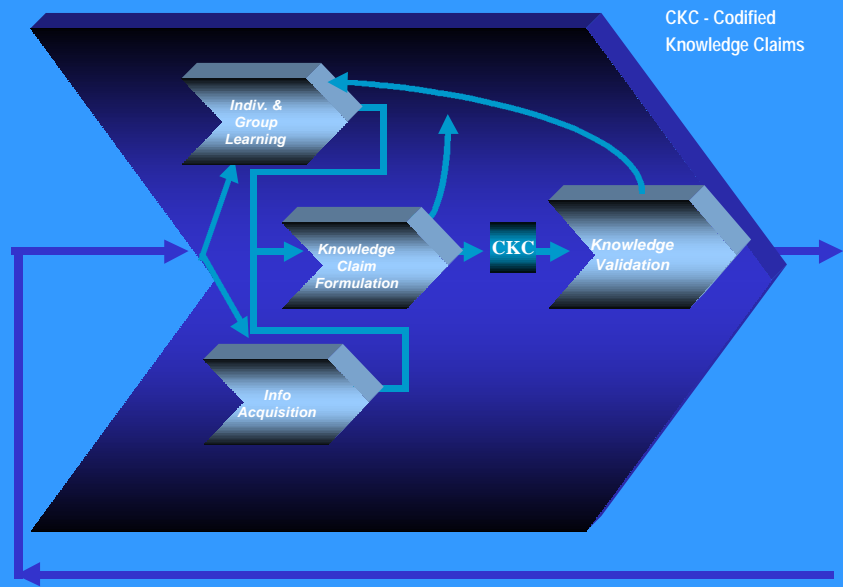 CKC - Codified
Knowledge Claims
Indiv. &
Group
Learning
Knowledge
Claim
Formulation
CKC
Knowledge
Validation
Info
Acquisition